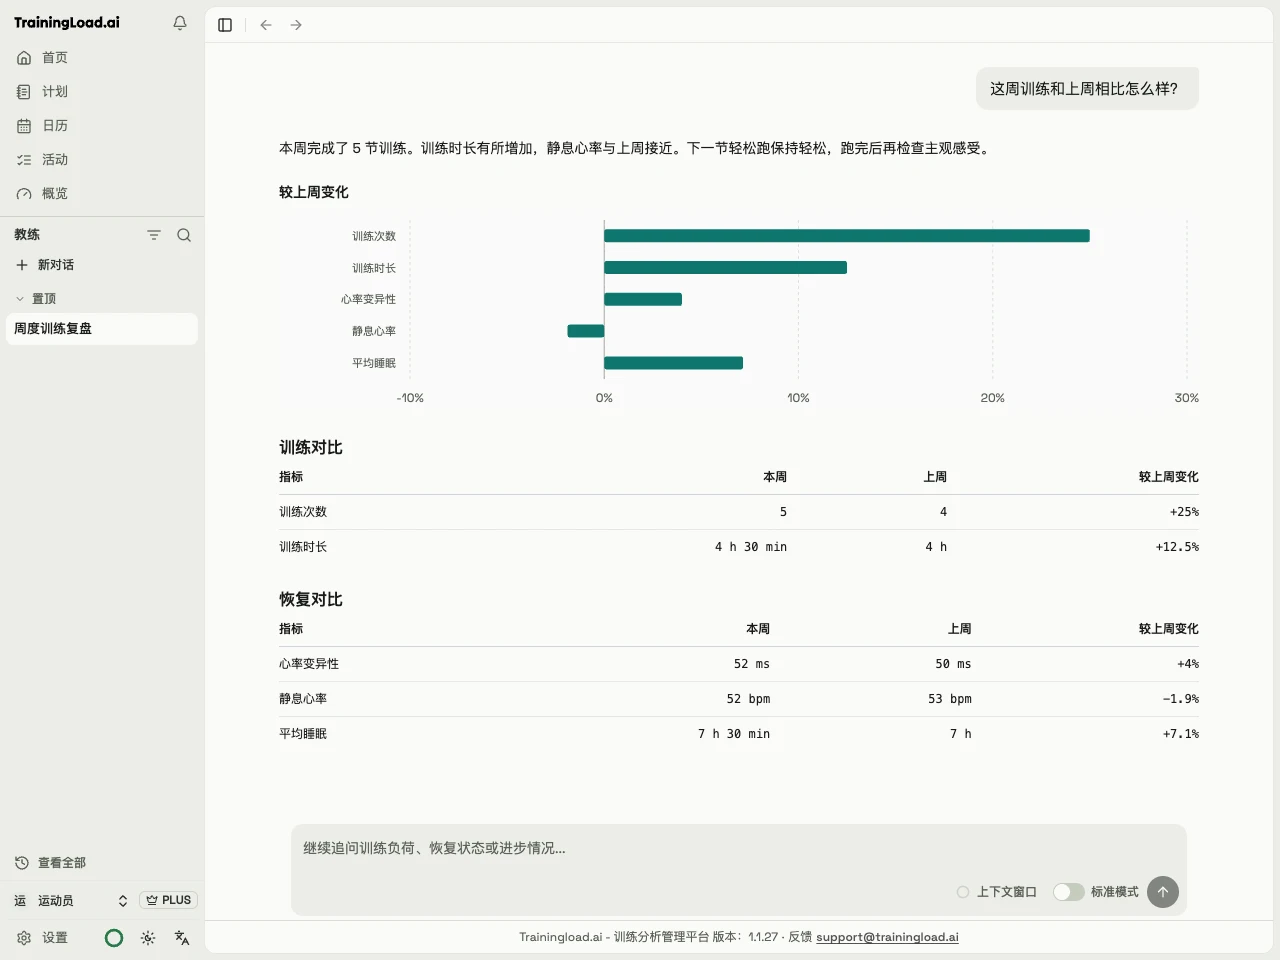 TrainingLoad.ai
首页
计划
日历
活动
概览
教练
新对话
置顶
周度训练复盘
查看全部
运 运动员 PLUS
设置
这周训练和上周相比怎么样?
本周完成了 5 节训练。训练时长有所增加，静息心率与上周接近。下一节轻松跑保持轻松，跑完后再检查主观感受。
较上周变化
训练次数
训练时长
心率变异性
静息心率
平均睡眠
-10% 0% 10% 20% 30%
训练对比
指标 本周 上周 较上周变化
训练次数 5 4 +25%
训练时长 4 h 30 min 4 h +12.5%
恢复对比
指标 本周 上周 较上周变化
心率变异性 52 ms 50 ms +4%
静息心率 52 bpm 53 bpm −1.9%
平均睡眠 7 h 30 min 7 h +7.1%
继续追问训练负荷、恢复状态或进步情况...
上下文窗口 标准模式
Trainingload.ai - 训练分析管理平台 版本：1.1.27 · 反馈 support@trainingload.ai